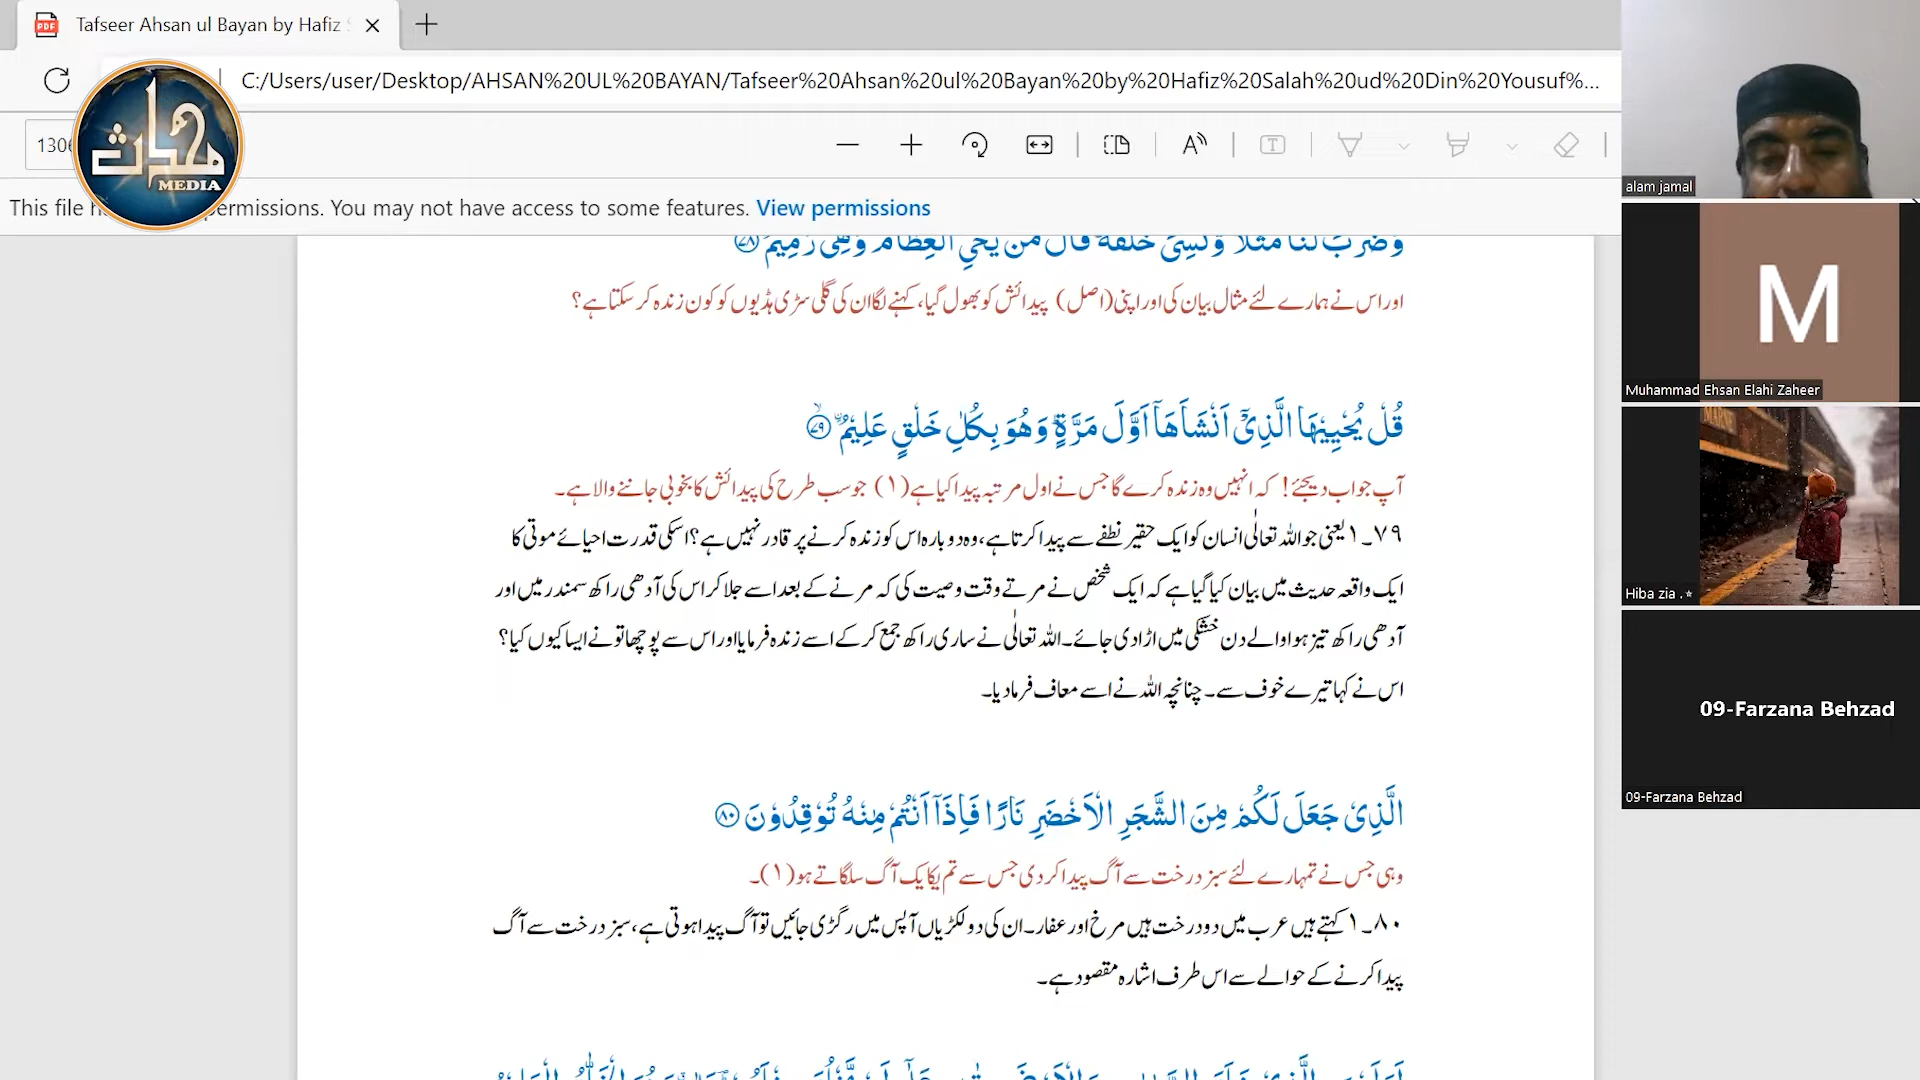 Tafseer Ahsan ul Bayan by Hafiz
C:/Users/user/Desktop/AHSAN%20UL%20BAYAN/Tafseer%20Ahsan%20ul%20Bayan%20by%20Hafiz%20Salah%20ud%20Din%20Yousuf%...
1306
محدث
MEDIA
This file h ermissions. You may not have access to some features. View permissions
وَضَرَبَ لَنَا مَثَلًا وَّنَسِىَ خَلْقَهٗ قَالَ مَنْ يُّحْىِ الْعِظَامَ وَهِىَ رَمِيْمٌ ﴿۷۸﴾
اور اس نے ہمارے لئے مثال بیان کی اور اپنی (اصل) پیدائش کو بھول گیا، کہنے لگا ان کی گلی سڑی ہڈیوں کو کون زندہ کر سکتا ہے؟
قُلْ يُحْيِيْهَا الَّذِىْۤ اَنْشَاَهَاۤ اَوَّلَ مَرَّةٍ ؕ وَهُوَ بِكُلِّ خَلْقٍ عَلِيْمُ ۙ ﴿۷۹﴾
آپ جواب دیجئے! کہ انہیں وہ زندہ کرے گا جس نے اول مرتبہ پیدا کیا ہے (۱) جو سب طرح کی پیدائش کا بخوبی جاننے والا ہے۔
۷۹۔۱ یعنی جو اللہ تعالٰی انسان کو ایک حقیر نطفے سے پیدا کرتا ہے، وہ دوبارہ اس کو زندہ کرنے پر قادر نہیں ہے؟ اسکی قدرت احیائے موتی کا
ایک واقعہ حدیث میں بیان کیا گیا ہے کہ ایک شخص نے مرتے وقت وصیت کی کہ مرنے کے بعد اسے جلا کر اس کی آدھی راکھ سمندر میں اور
آدھی راکھ تیز ہوا والے دن خشکی میں اڑا دی جائے۔ اللہ تعالٰی نے ساری راکھ جمع کر کے اسے زندہ فرمایا اور اس سے پوچھا تو نے ایسا کیوں کیا؟
اس نے کہا تیرے خوف سے۔ چنانچہ اللہ نے اسے معاف فرما دیا۔
الَّذِىْ جَعَلَ لَكُمْ مِّنَ الشَّجَرِ الْاَخْضَرِ نَارًا فَاِذَاۤ اَنْتُمْ مِّنْهُ تُوْقِدُوْنَ ﴿۸۰﴾
وہی جس نے تمہارے لئے سبز درخت سے آگ پیدا کر دی جس سے تم یکایک آگ سلگاتے ہو (۱)۔
۸۰۔۱ کہتے ہیں عرب میں دو درخت ہیں مرخ اور عفار۔ ان کی دو لکڑیاں آپس میں رگڑی جائیں تو آگ پیدا ہوتی ہے، سبز درخت سے آگ
پیدا کرنے کے حوالے سے اس طرف اشارہ مقصود ہے۔
alam jamal
M
Muhammad Ehsan Elahi Zaheer
Hiba zia .*
09-Farzana Behzad
09-Farzana Behzad